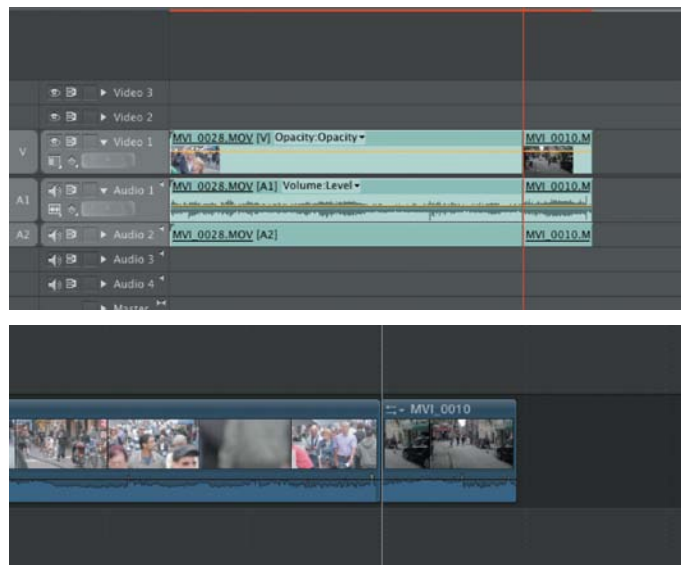 Video 3
Video 2
V
Video 1
MVI_0028.MOV [V] Opacity:Opacity
MVI_0010.M
A1
Audio 1
MVI_0028.MOV [A1] Volume:Level
MVI_0010.M
A2
Audio 2
MVI_0028.MOV [A2]
MVI_0010.M
Audio 3
Audio 4
Master
MVI_0010